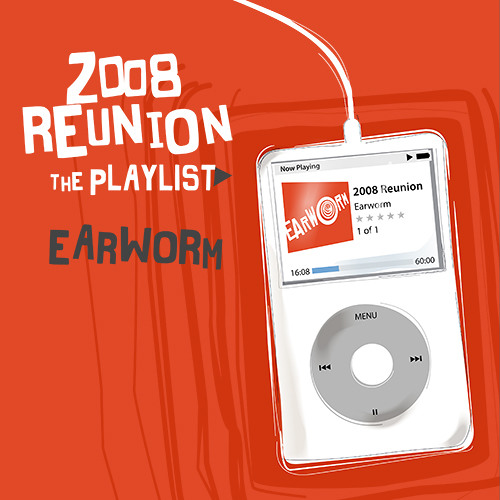 2008
REUNION
THE PLAYLIST
EARWORM
Now Playing
EARWORM
2008 Reunion
Earworm
1 of 1
16:08
60:00
MENU